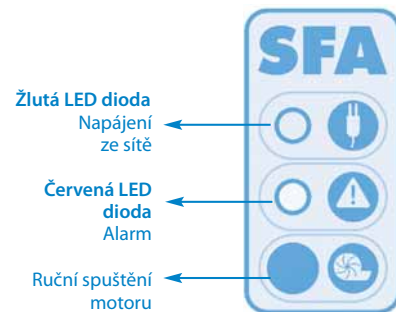 SFA
Žlutá LED dioda
Napájení
ze sítě
Červená LED
dioda
Alarm
Ruční spuštění
motoru